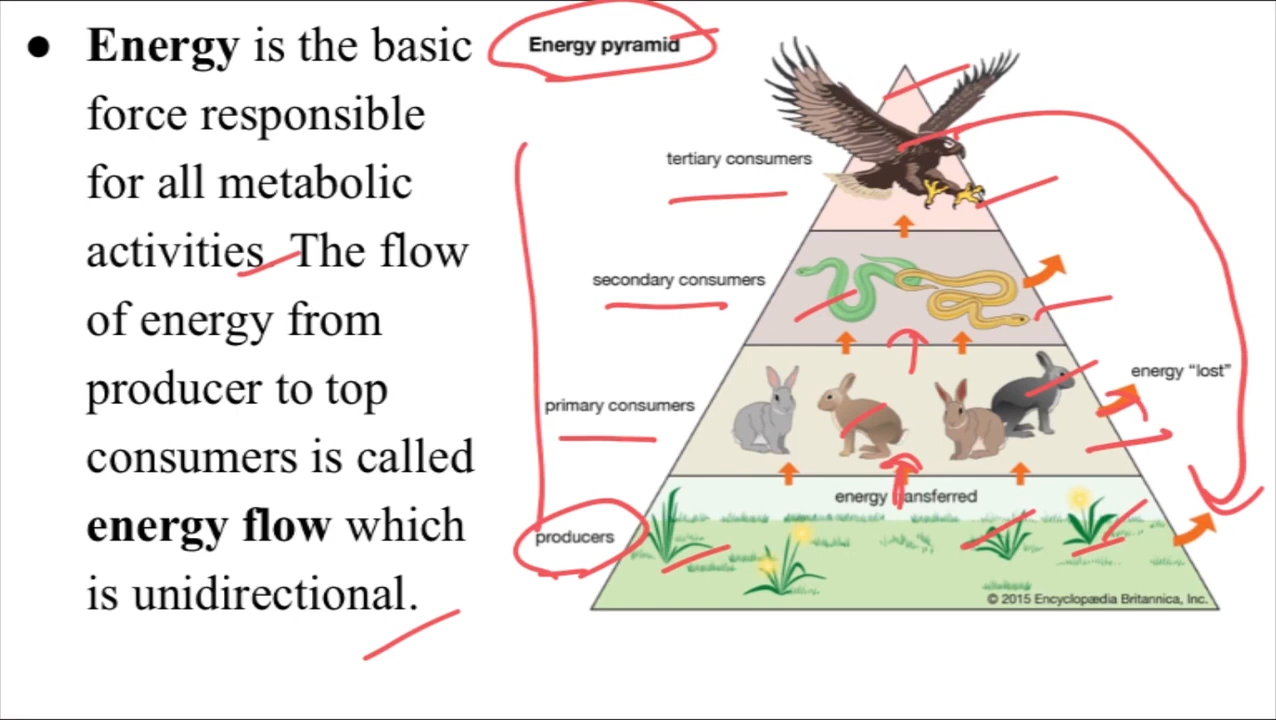 ● Energy is the basic
force responsible
for all metabolic
activities. The flow
of energy from
producer to top
consumers is called
energy flow which
is unidirectional.
Energy pyramid
tertiary consumers
secondary consumers
energy “lost”
primary consumers
energy transferred
producers
© 2015 Encyclopædia Britannica, Inc.